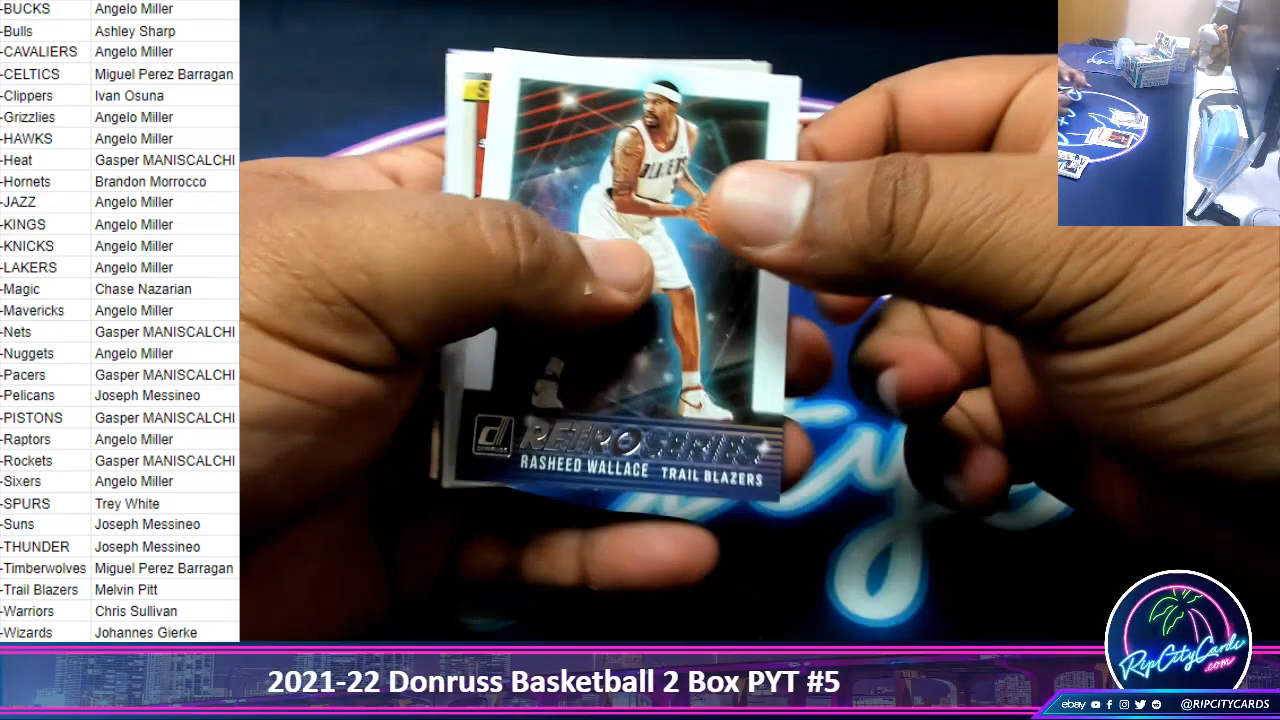 -BUCKS Angelo Miller
-Bulls Ashley Sharp
-CAVALIERS Angelo Miller
-CELTICS Miguel Perez Barragan
-Clippers Ivan Osuna
-Grizzlies Angelo Miller
-HAWKS Angelo Miller
-Heat Gasper MANISCALCHI
-Hornets Brandon Morrocco
-JAZZ Angelo Miller
-KINGS Angelo Miller
-KNICKS Angelo Miller
-LAKERS Angelo Miller
-Magic Chase Nazarian
-Mavericks Angelo Miller
-Nets Gasper MANISCALCHI
-Nuggets Angelo Miller
-Pacers Gasper MANISCALCHI
-Pelicans Joseph Messineo
-PISTONS Gasper MANISCALCHI
-Raptors Angelo Miller
-Rockets Gasper MANISCALCHI
-Sixers Angelo Miller
-SPURS Trey White
-Suns Joseph Messineo
-THUNDER Joseph Messineo
-Timberwolves Miguel Perez Barragan
-Trail Blazers Melvin Pitt
-Warriors Chris Sullivan
-Wizards Johannes Gierke
d
DONRUSS
RETRO SERIES
RASHEED WALLACE TRAIL BLAZERS
2021-22 Donruss Basketball 2 Box PYT #5
RipCityCards
.com
ebay @RIPCITYCARDS